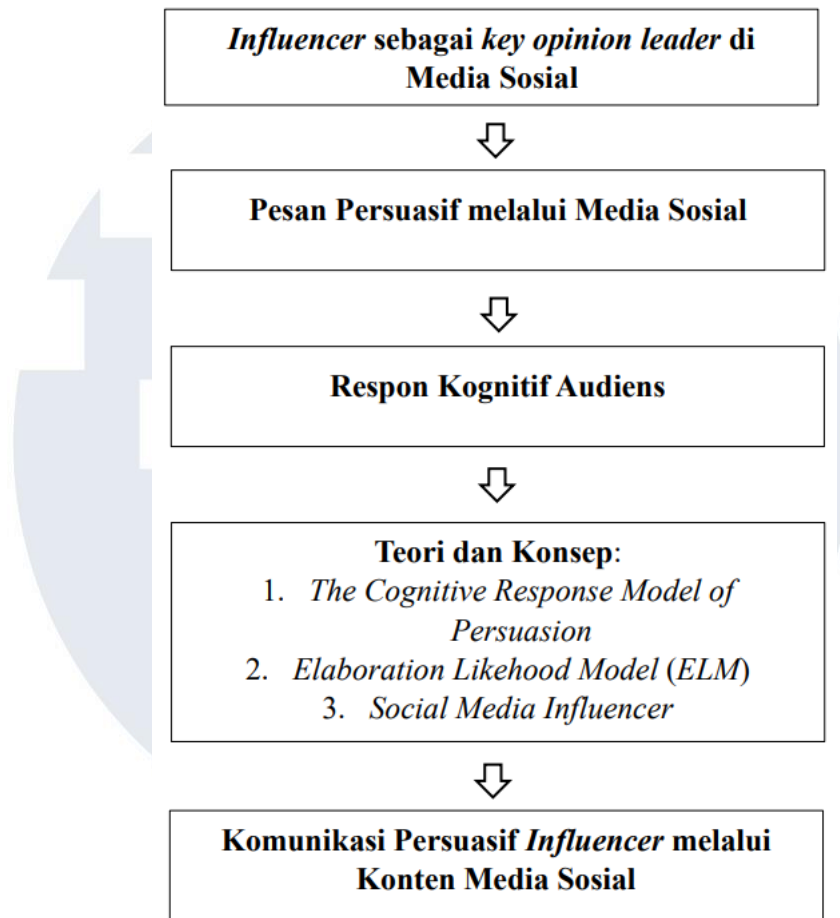 Influencer sebagai key opinion leader di
Media Sosial
Pesan Persuasif melalui Media Sosial
Respon Kognitif Audiens
Teori dan Konsep:
1. The Cognitive Response Model of
Persuasion
2. Elaboration Likehood Model (ELM)
3. Social Media Influencer
Komunikasi Persuasif Influencer melalui
Konten Media Sosial